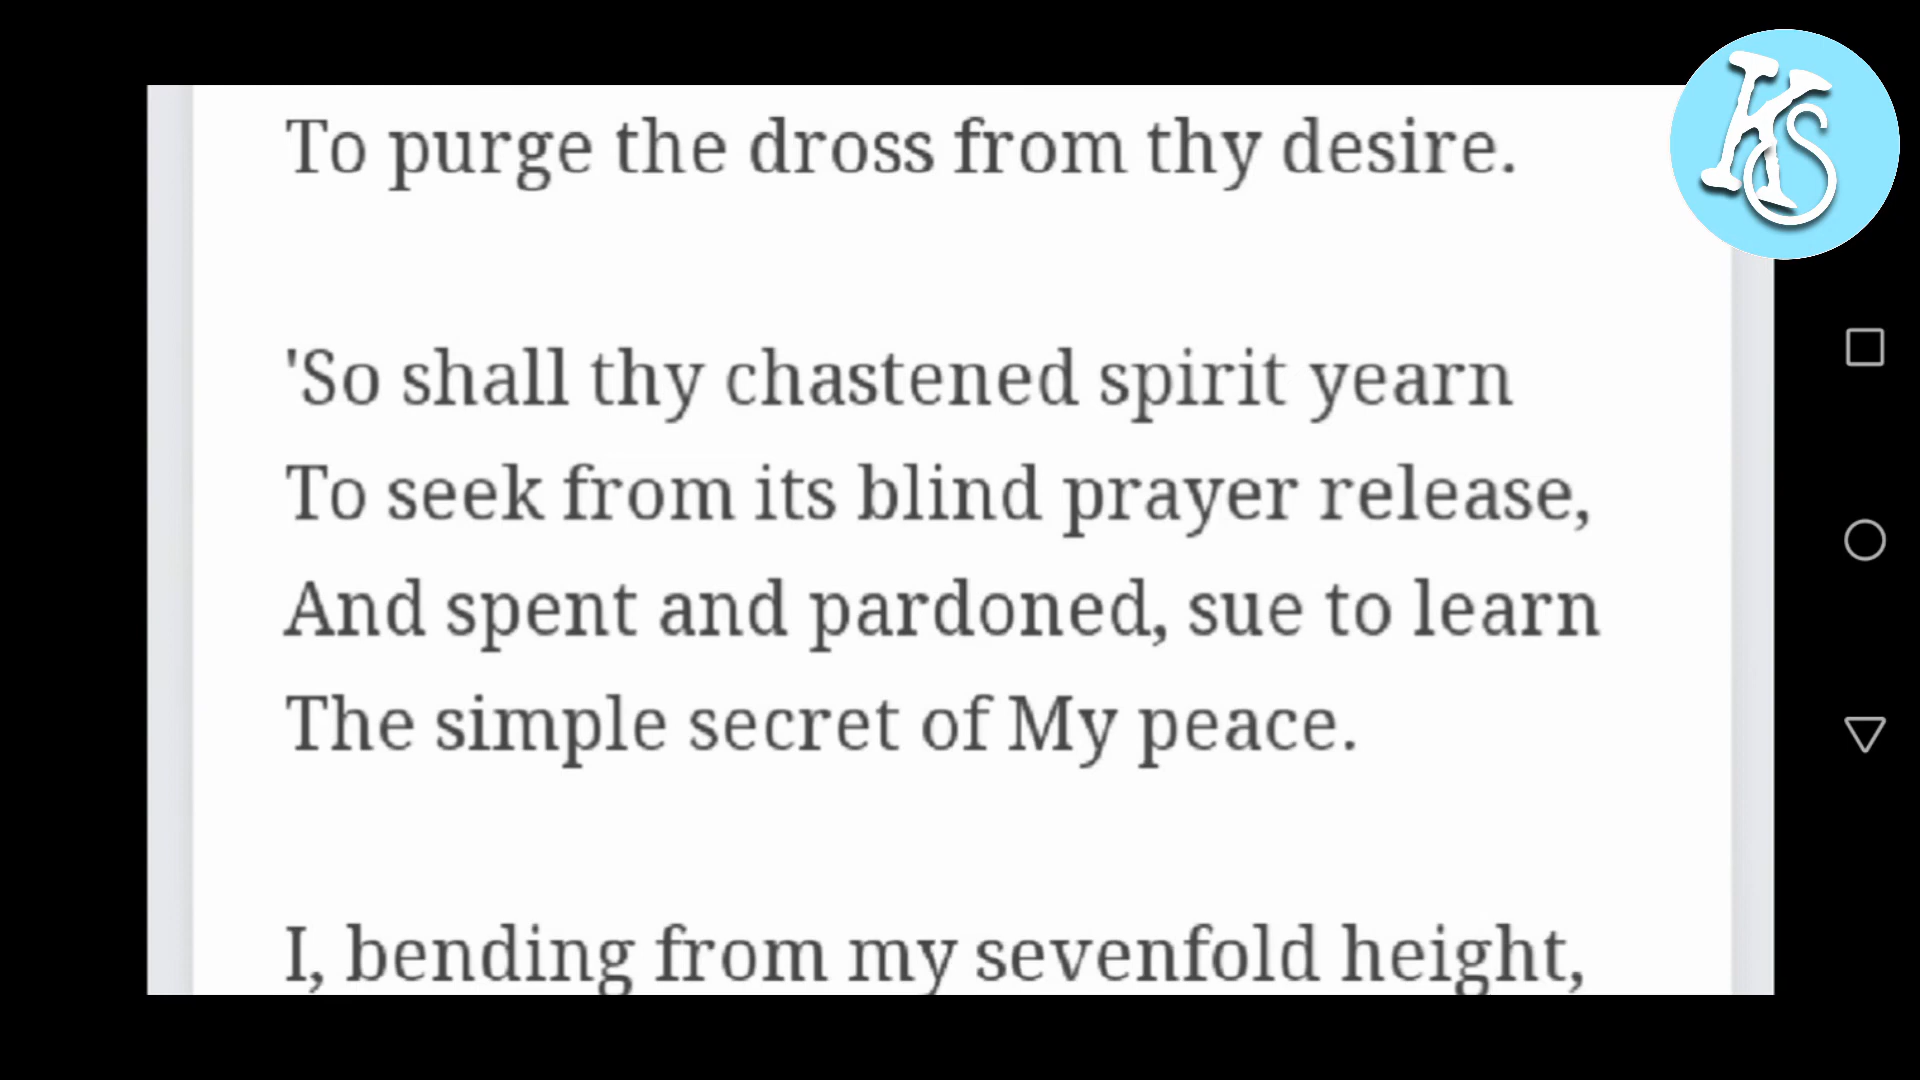 To purge the dross from thy desire.
'So shall thy chastened spirit yearn
To seek from its blind prayer release,
And spent and pardoned, sue to learn
The simple secret of My peace.
I, bending from my sevenfold height,
KS